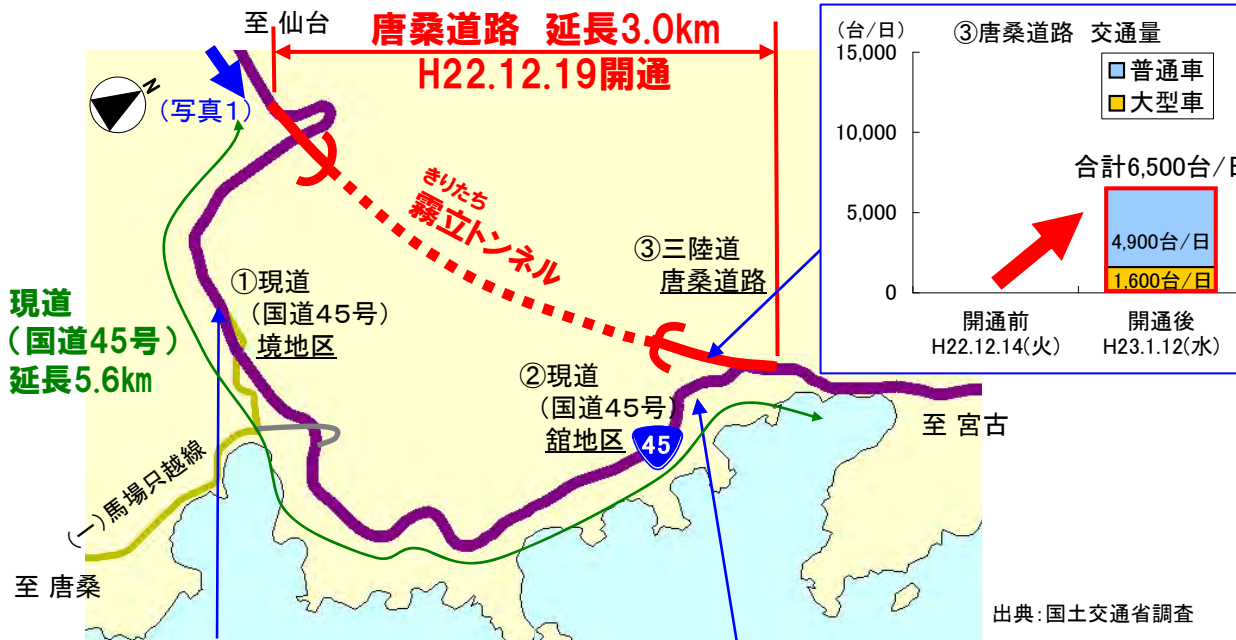 至 仙台
唐桑道路 延長3.0km
H22.12.19開通
N
(写真1)
きりたち
霧立トンネル
③三陸道
唐桑道路
①現道
(国道45号)
境地区
現道
(国道45号)
延長5.6km
②現道
(国道45号)
舘地区
45
至 宮古
(一)馬場只越線
至 唐桑
(台/日)
③唐桑道路 交通量
15,000
普通車
大型車
10,000
合計6,500台/日
5,000
4,900台/日
1,600台/日
0
開通前
H22.12.14(火)
開通後
H23.1.12(水)
出典:国土交通省調査